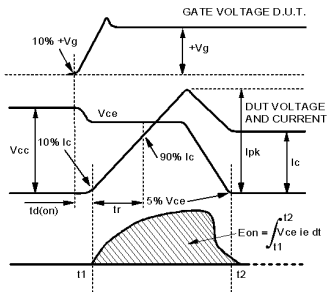 GATE VOLTAGE D.U.T.
10% +Vg
+Vg
DUT VOLTAGE
AND CURRENT
Vce
Vcc
10% Ic
90% Ic
Ipk
Ic
td(on)
tr
5% Vce
Eon = ∫ Vce ie dt
t2
t1
t1
t2